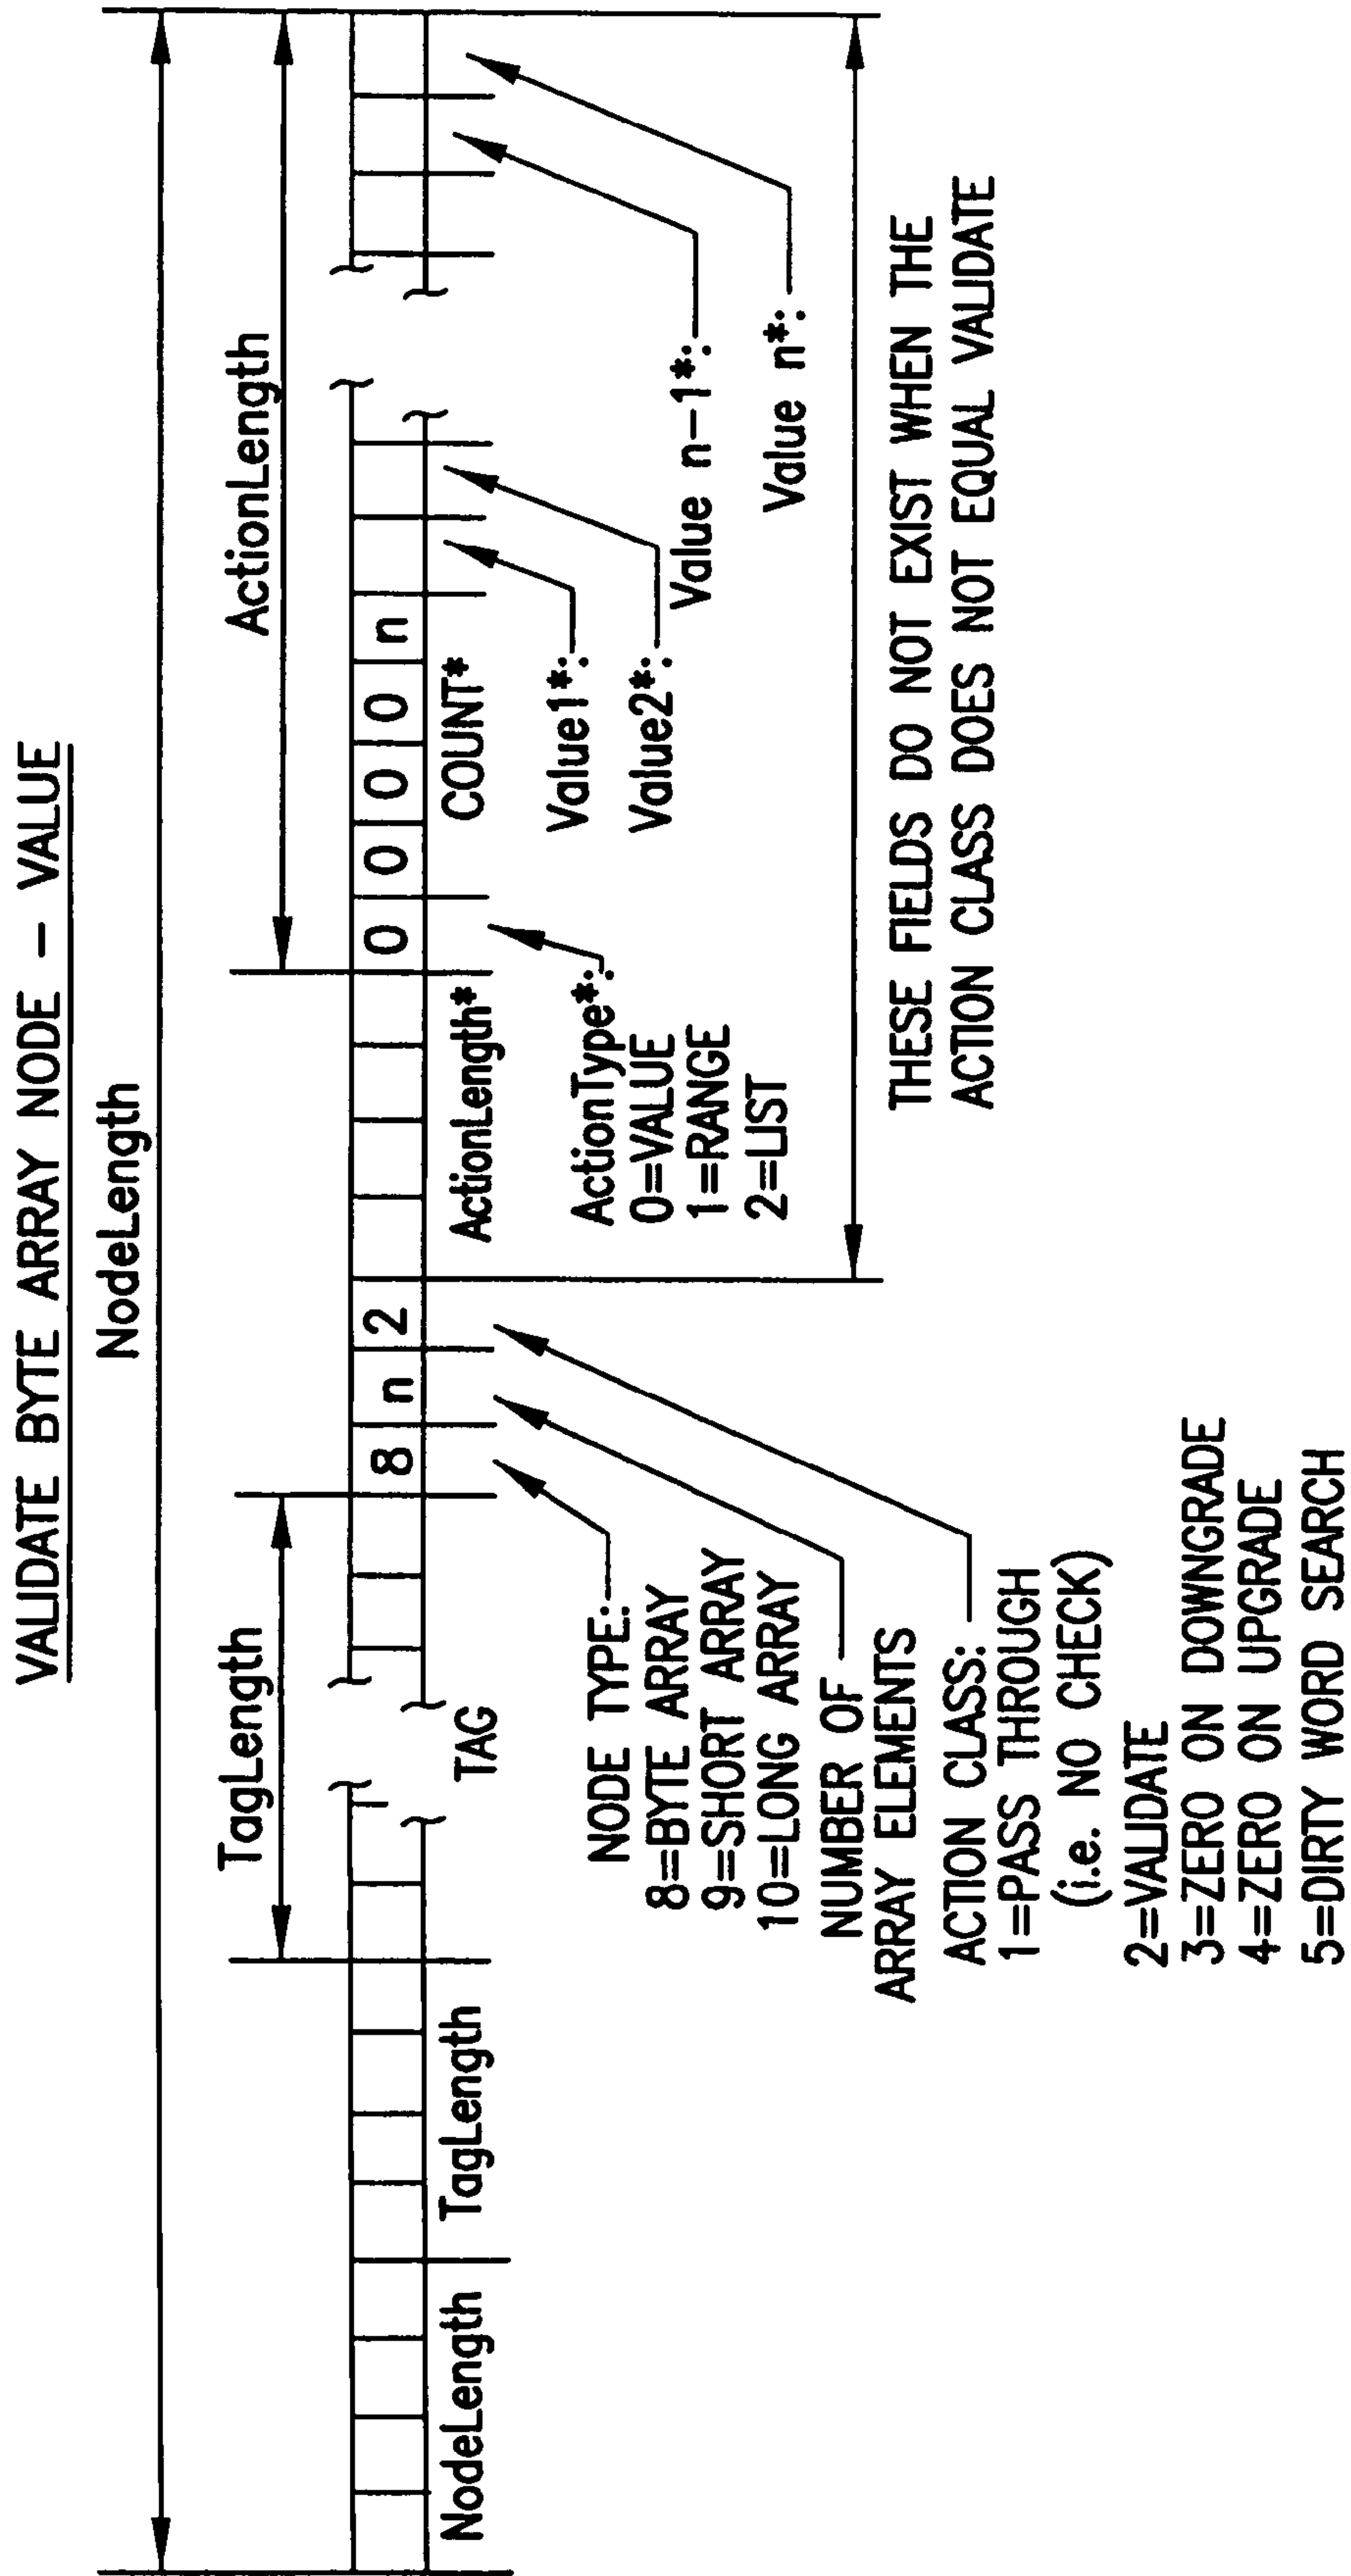 VALIDATE BYTE ARRAY NODE - VALUE
NodeLength
TagLength
ActionLength
8 n 2
0 0 0 0 n
NodeLength
TagLength
TAG
ActionLength*
COUNT*
NODE TYPE:
8=BYTE ARRAY
9=SHORT ARRAY
10=LONG ARRAY
NUMBER OF
ARRAY ELEMENTS
ACTION CLASS:
1=PASS THROUGH
(i.e. NO CHECK)
2=VALIDATE
3=ZERO ON DOWNGRADE
4=ZERO ON UPGRADE
5=DIRTY WORD SEARCH
ActionType*:
0=VALUE
1=RANGE
2=LIST
Value1*:
Value2*:
Value n-1*:
Value n*:
THESE FIELDS DO NOT EXIST WHEN THE
ACTION CLASS DOES NOT EQUAL VALIDATE